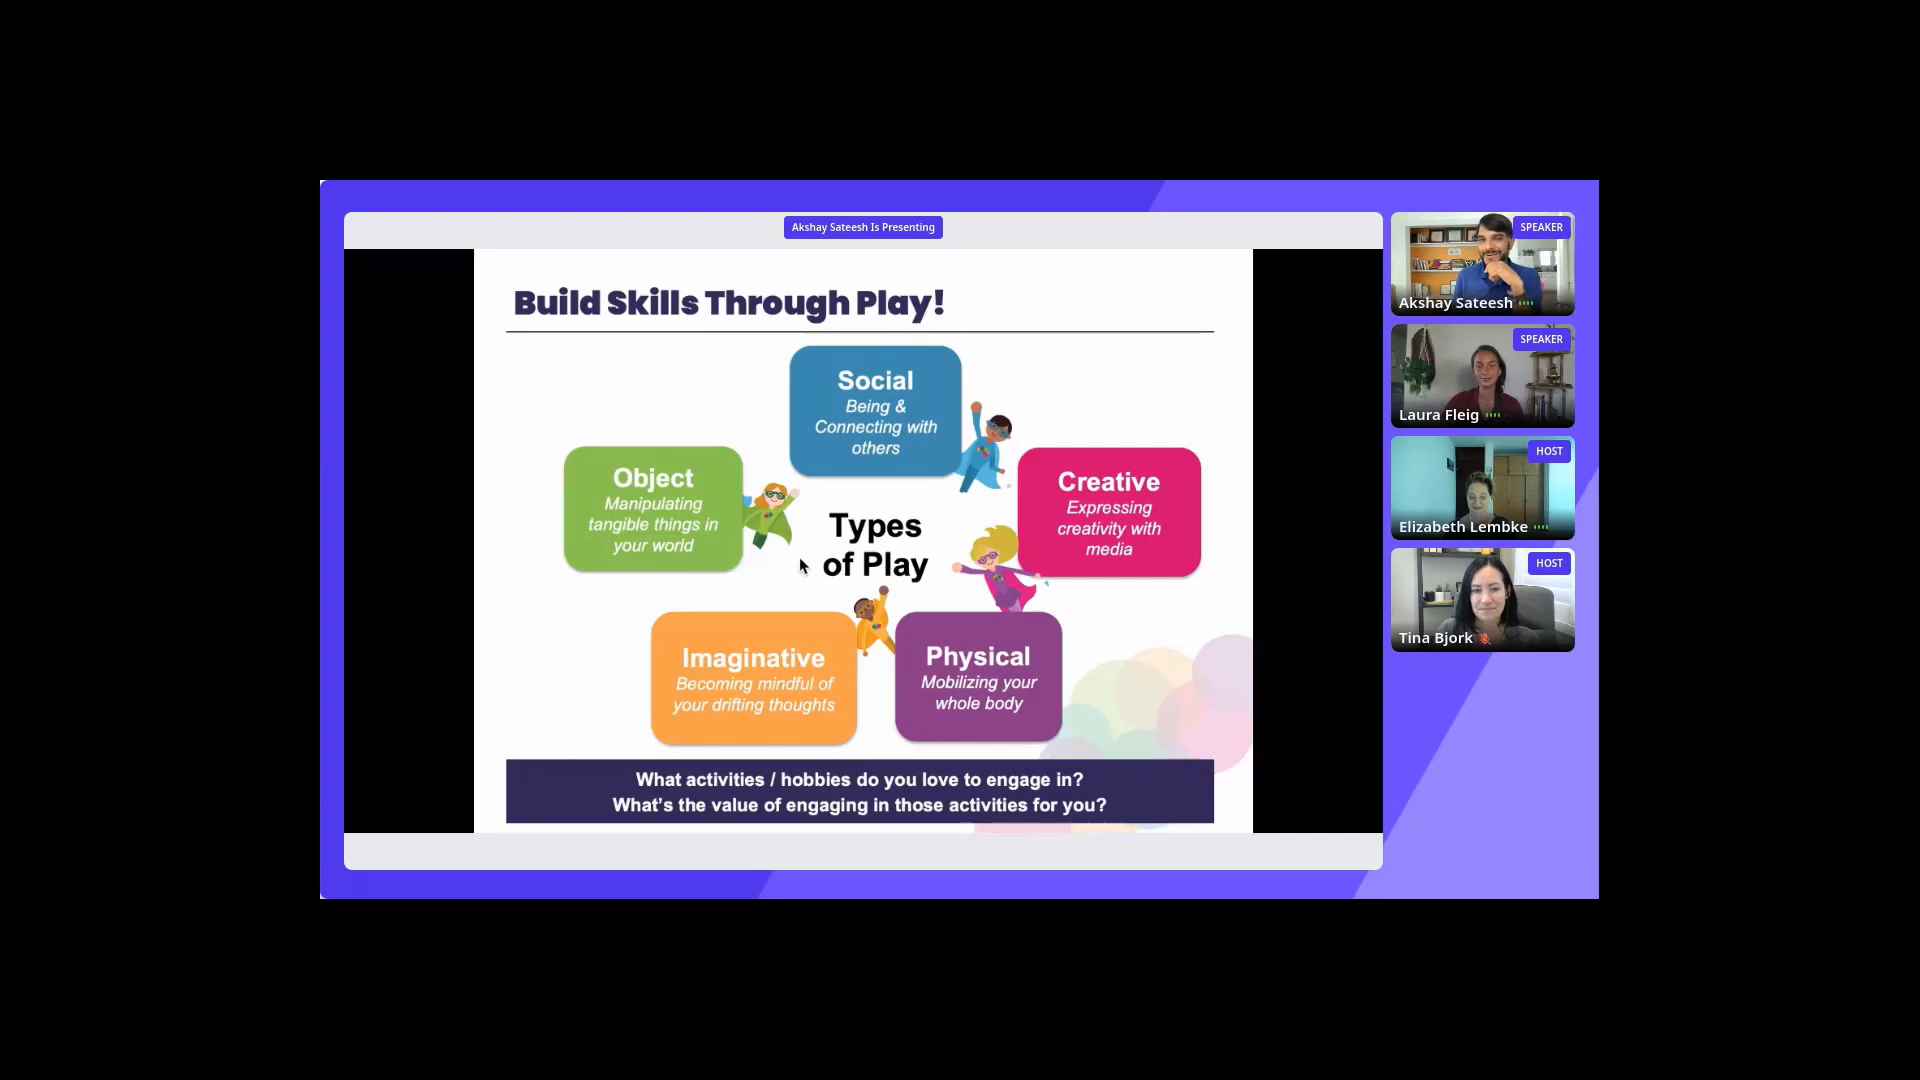 Akshay Sateesh Is Presenting
Build Skills Through Play!
Social
Being &
Connecting with
others
Object
Manipulating
tangible things in
your world
Creative
Expressing
creativity with
media
Types
of Play
Imaginative
Becoming mindful of
your drifting thoughts
Physical
Mobilizing your
whole body
What activities / hobbies do you love to engage in?
What's the value of engaging in those activities for you?
SPEAKER
Akshay Sateesh
SPEAKER
Laura Fleig
HOST
Elizabeth Lembke
HOST
Tina Bjork